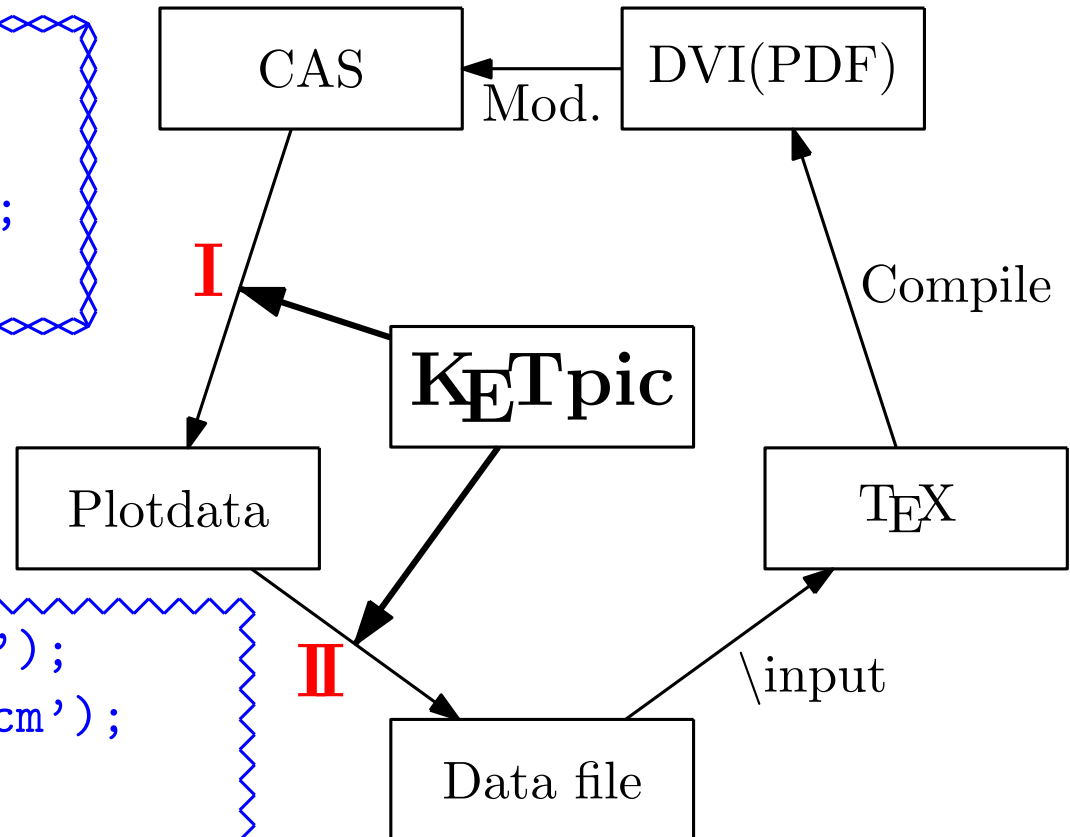 CAS
DVI(PDF)
Mod.
;
I
Compile
KETpic
Plotdata
TEX
');
II
\input
cm');
Data file